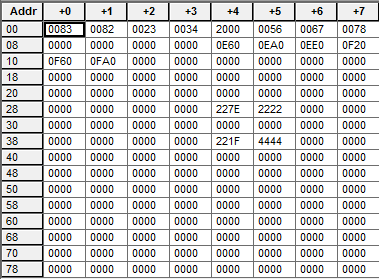 Addr +0 +1 +2 +3 +4 +5 +6 +7
00 0083 0082 0023 0034 2000 0056 0067 0078
08 0000 0000 0000 0000 0E60 0EA0 0EE0 0F20
10 0F60 0FA0 0000 0000 0000 0000 0000 0000
18 0000 0000 0000 0000 0000 0000 0000 0000
20 0000 0000 0000 0000 0000 0000 0000 0000
28 0000 0000 0000 0000 227E 2222 0000 0000
30 0000 0000 0000 0000 0000 0000 0000 0000
38 0000 0000 0000 0000 221F 4444 0000 0000
40 0000 0000 0000 0000 0000 0000 0000 0000
48 0000 0000 0000 0000 0000 0000 0000 0000
50 0000 0000 0000 0000 0000 0000 0000 0000
58 0000 0000 0000 0000 0000 0000 0000 0000
60 0000 0000 0000 0000 0000 0000 0000 0000
68 0000 0000 0000 0000 0000 0000 0000 0000
70 0000 0000 0000 0000 0000 0000 0000 0000
78 0000 0000 0000 0000 0000 0000 0000 0000